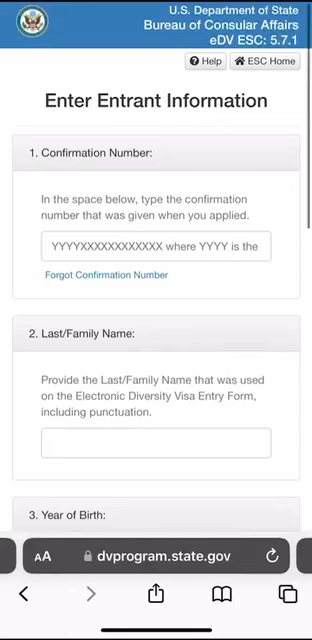 U.S. Department of State
Bureau of Consular Affairs
eDV ESC: 5.7.1
Help
ESC Home
Enter Entrant Information
1. Confirmation Number:
In the space below, type the confirmation
number that was given when you applied.
YYYYXXXXXXXXXXXX where YYYY is the
Forgot Confirmation Number
2. Last/Family Name:
Provide the Last/Family Name that was used
on the Electronic Diversity Visa Entry Form,
including punctuation.
3. Year of Birth:
AA
dvprogram.state.gov